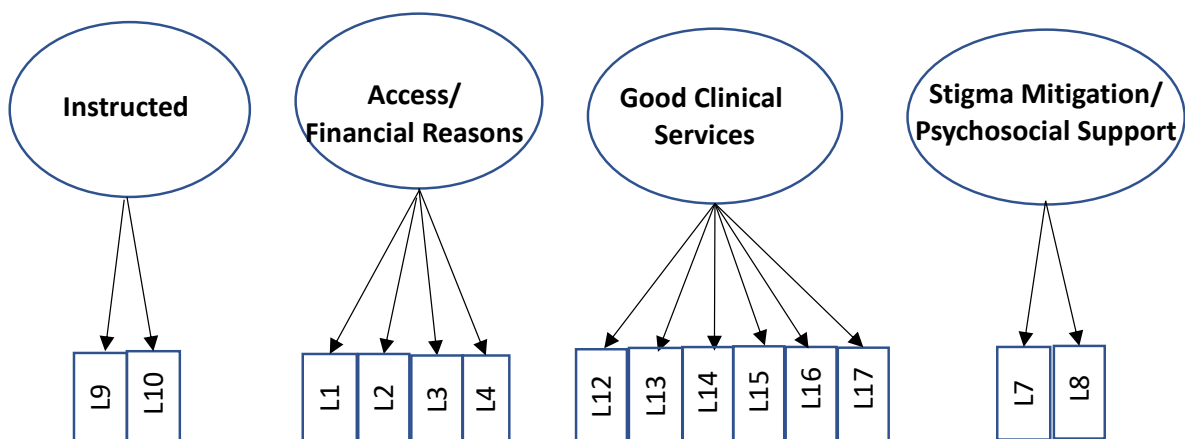 Instructed
Access/
Financial Reasons
Good Clinical
Services
Stigma Mitigation/
Psychosocial Support
L9
L10
L1
L2
L3
L4
L12
L13
L14
L15
L16
L17
L7
L8